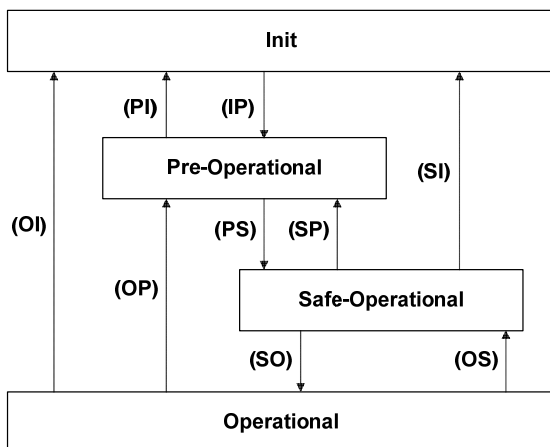 Init
(PI)
(IP)
Pre-Operational
(SI)
(OI)
(PS)
(SP)
(OP)
Safe-Operational
(SO)
(OS)
Operational